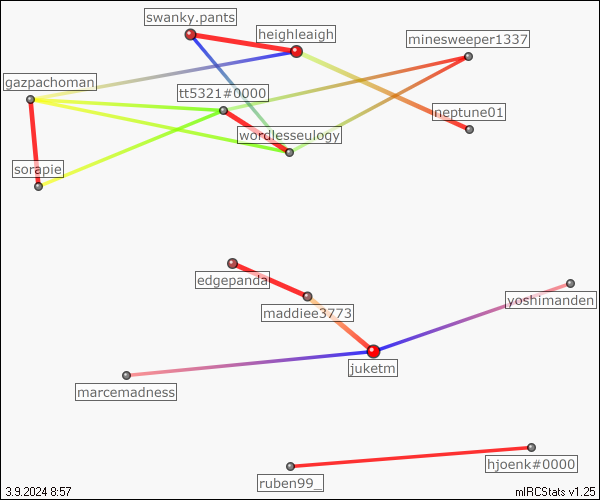 swanky.pants
heighleaigh
minesweeper1337
gazpachoman
tt5321#0000
neptune01
wordlesseulogy
sorapie
edgepanda
yoshimanden
maddiee3773
juketm
marcemadness
hjoenk#0000
ruben99_
3.9.2024 8:57
mIRCStats v1.25